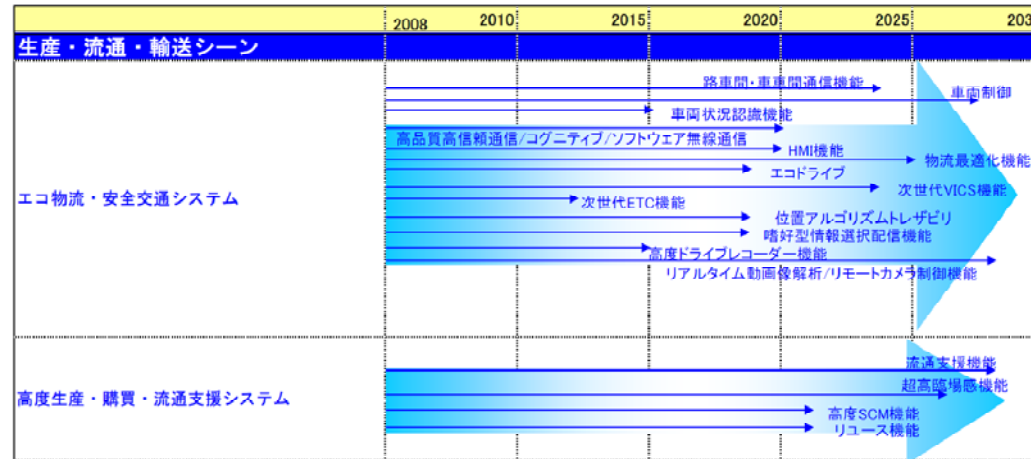 2008 2010 2015 2020 2025 203
生産・流通・輸送シーン
路車間・車車間通信機能
車両制御
車両状況認識機能
高品質高信頼通信/コグニティブ/ソフトウェア無線通信
HMI機能
物流最適化機能
エコドライブ
エコ物流・安全交通システム
次世代VICS機能
次世代ETC機能
位置アルゴリズムトレザビリ
嗜好型情報選択配信機能
高度ドライブレコーダー機能
リアルタイム動画像解析/リモートカメラ制御機能
流通支援機能
超高臨場感機能
高度生産・購買・流通支援システム
高度SCM機能
リユース機能